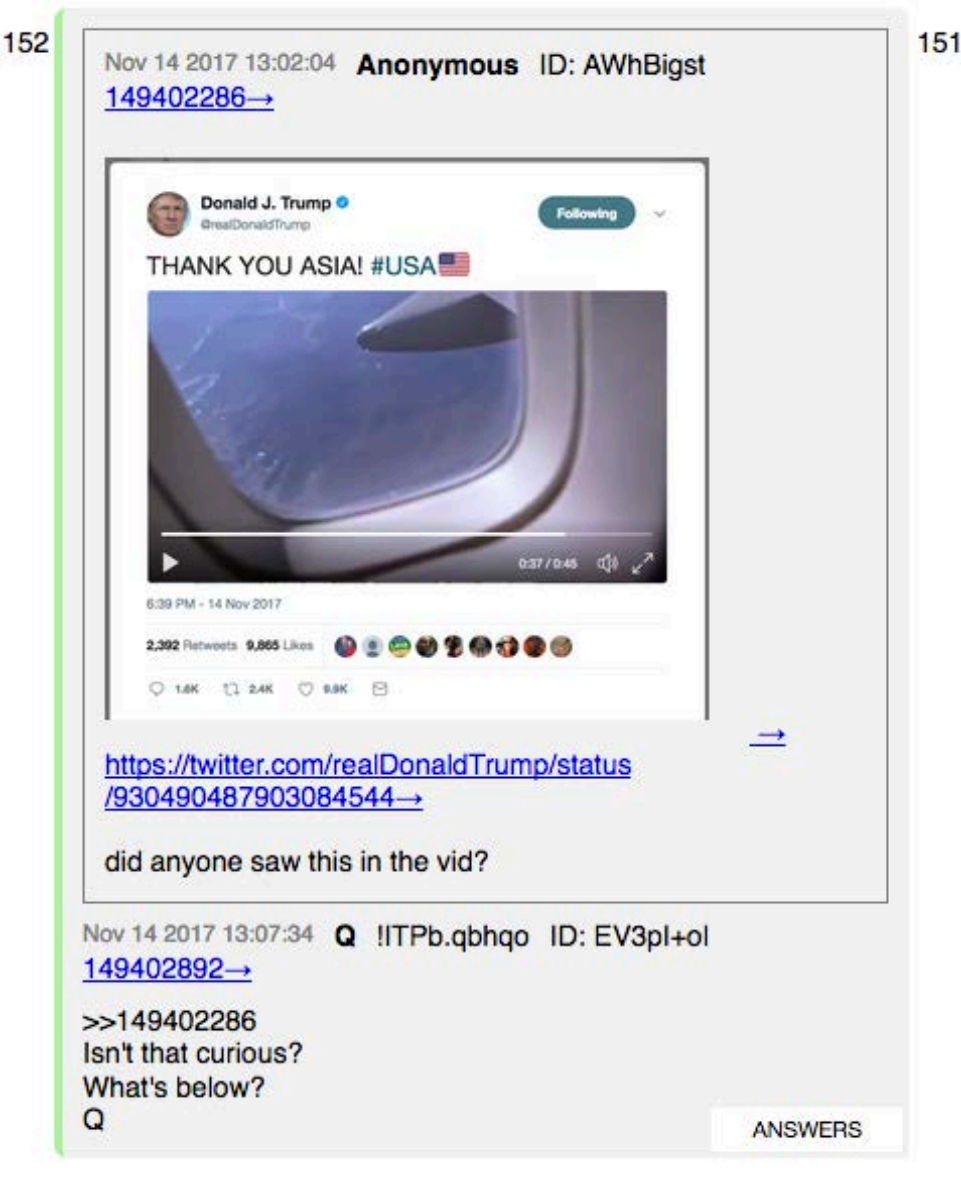 152
151
Nov 14 2017 13:02:04 Anonymous ID: AWhBigst
149402286→
Donald J. Trump
@realDonaldTrump
Following
THANK YOU ASIA! #USA
0:37 / 0:45
6:39 PM - 14 Nov 2017
2,392 Retweets 9,865 Likes
1.6K 2.4K 9.9K
→
https://twitter.com/realDonaldTrump/status
/930490487903084544→
did anyone saw this in the vid?
Nov 14 2017 13:07:34 Q !ITPb.qbhqo ID: EV3pI+ol
149402892→
>>149402286
Isn't that curious?
What's below?
Q
ANSWERS